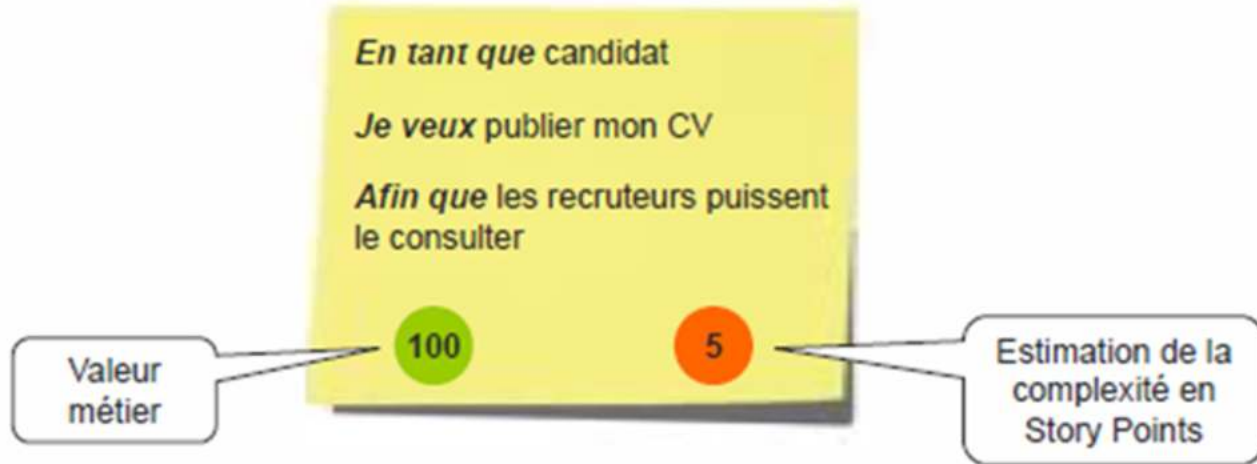 En tant que candidat
Je veux publier mon CV
Afin que les recruteurs puissent
le consulter
100
5
Valeur
métier
Estimation de la
complexité en
Story Points